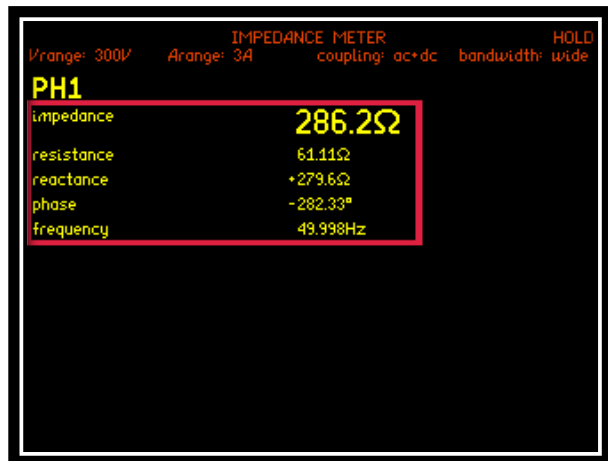 IMPEDANCE METER HOLD
Vrange: 300V Arange: 3A coupling: ac+dc bandwidth: wide
PH1
impedance 286.2Ω
resistance 61.11Ω
reactance +279.6Ω
phase -282.33°
frequency 49.998Hz